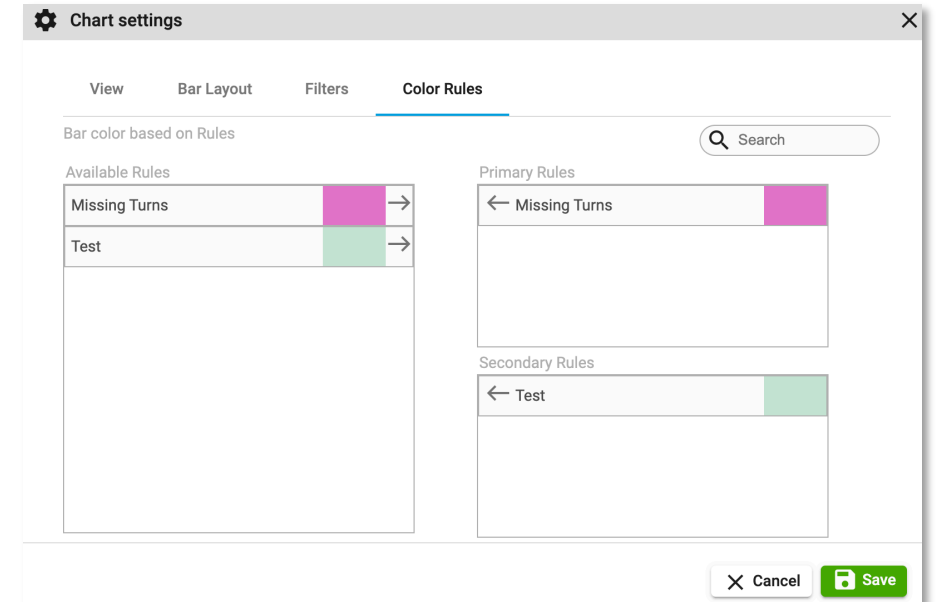 Chart settings
View
Bar Layout
Filters
Color Rules
Bar color based on Rules
Search
Available Rules
Missing Turns
Test
Primary Rules
Missing Turns
Secondary Rules
Test
Cancel
Save